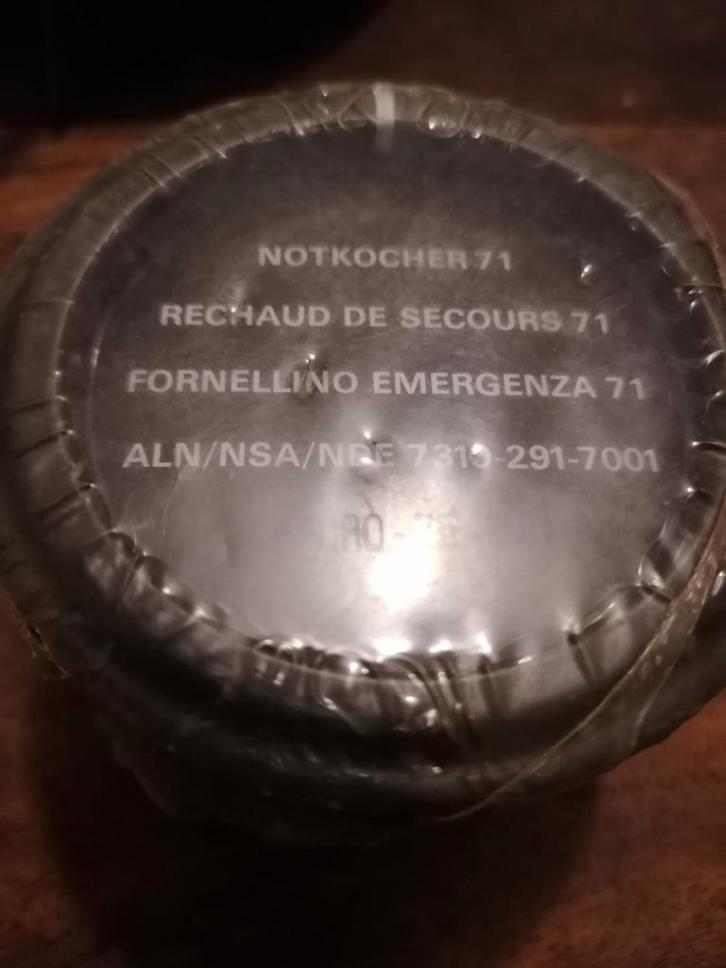 NOTKOCHER 71
RECHAUD DE SECOURS 71
FORNELLINO EMERGENZA 71
ALN/NSA/NDE 7310-291-7001